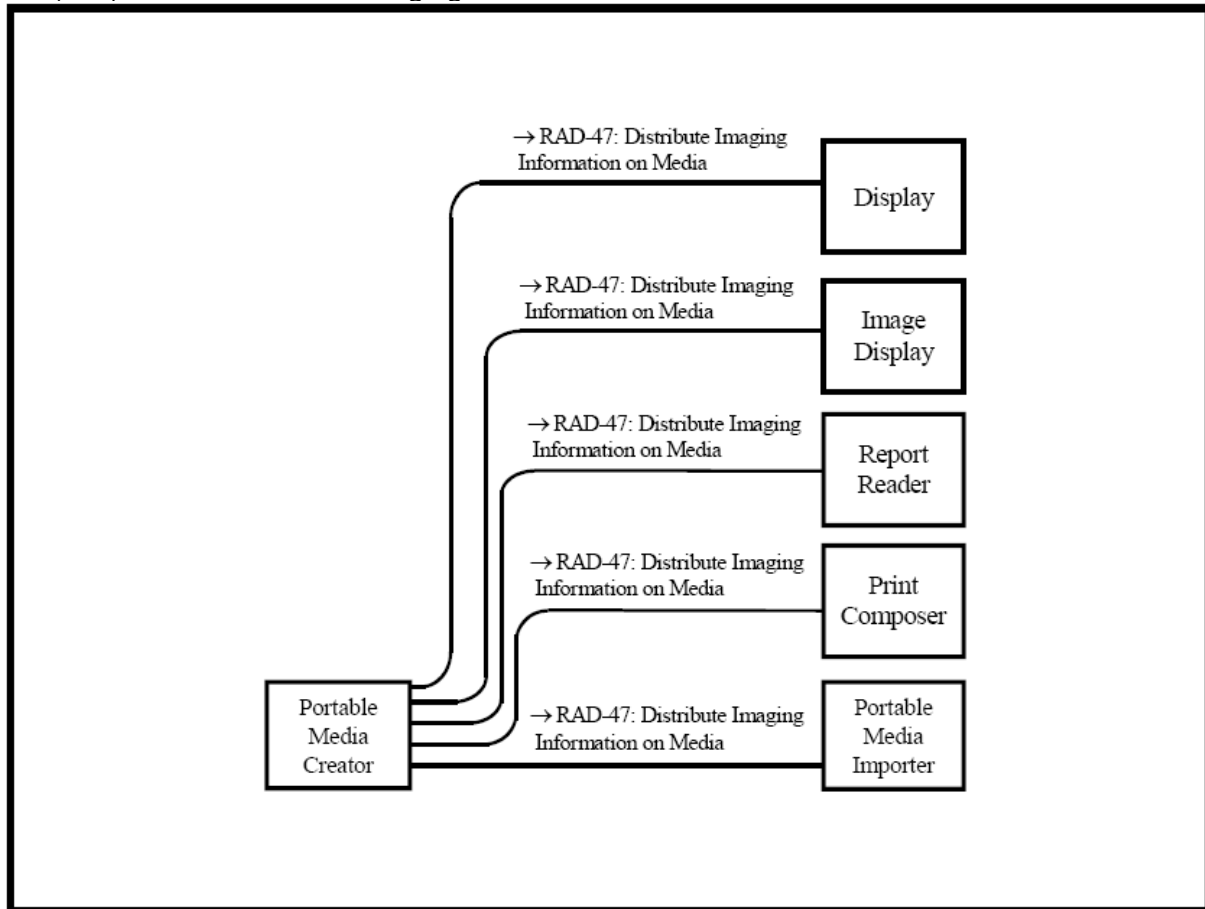 → RAD-47: Distribute Imaging
Information on Media
Display
→ RAD-47: Distribute Imaging
Information on Media
Image
Display
→ RAD-47: Distribute Imaging
Information on Media
Report
Reader
→ RAD-47: Distribute Imaging
Information on Media
Print
Composer
Portable
Media
Creator
→ RAD-47: Distribute Imaging
Information on Media
Portable
Media
Importer